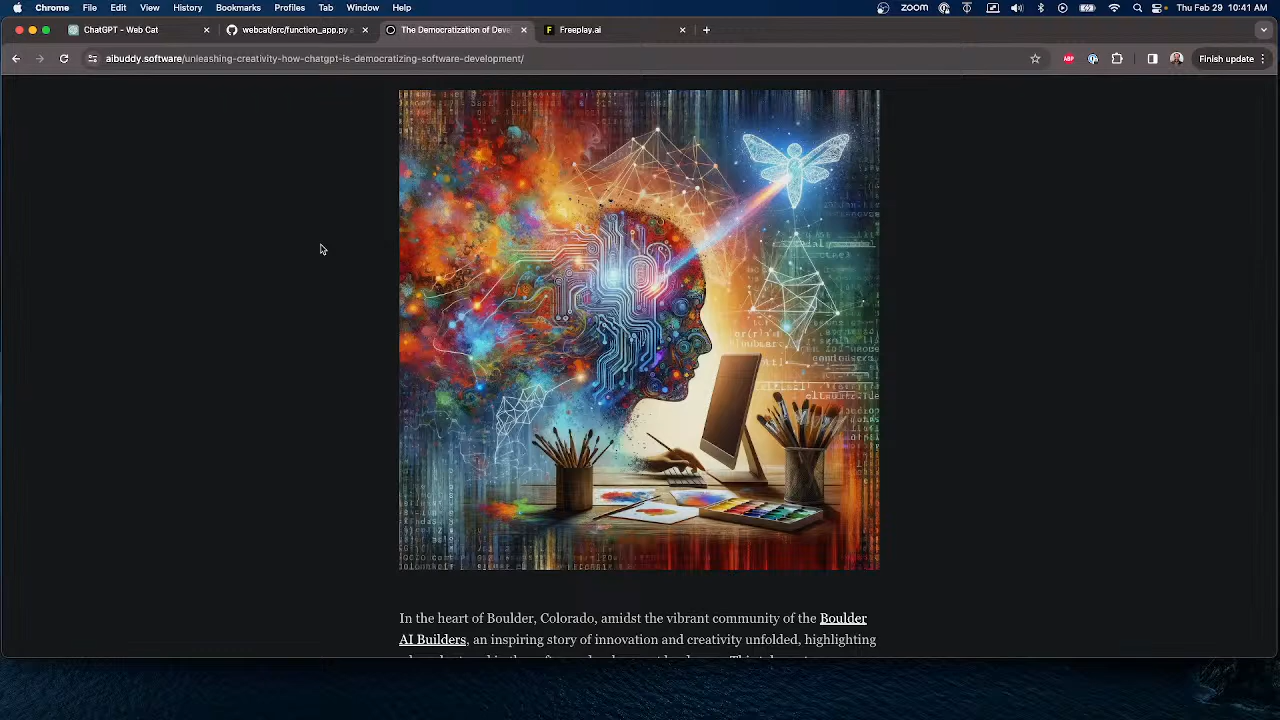 Chrome File Edit View History Bookmarks Profiles Tab Window Help ZOOM Thu Feb 29 10:41 AM
ChatGPT - Web Cat webcat/src/function_app.py a The Democratization of Deve Freeplay.ai
aibuddy.software/unleashing-creativity-how-chatgpt-is-democratizing-software-development/ ABP Finish update
In the heart of Boulder, Colorado, amidst the vibrant community of the Boulder
AI Builders, an inspiring story of innovation and creativity unfolded, highlighting